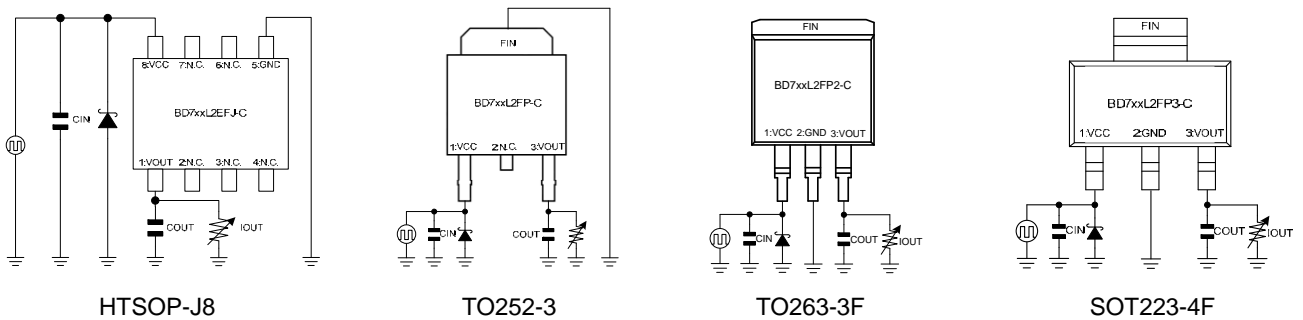 8:VCC 7:N.C. 6:N.C. 5:GND
BD7xxL2EFJ-C
1:VOUT 2:N.C. 3:N.C. 4:N.C.
CIN
COUT IOUT
HTSOP-J8
FIN
BD7xxL2FP-C
1:VCC 2:N.C. 3:VOUT
CIN COUT
TO252-3
FIN
BD7xxL2FP2-C
1:VCC 2:GND 3:VOUT
CIN COUT IOUT
TO263-3F
FIN
BD7xxL2FP3-C
1:VCC 2:GND 3:VOUT
CIN COUT IOUT
SOT223-4F